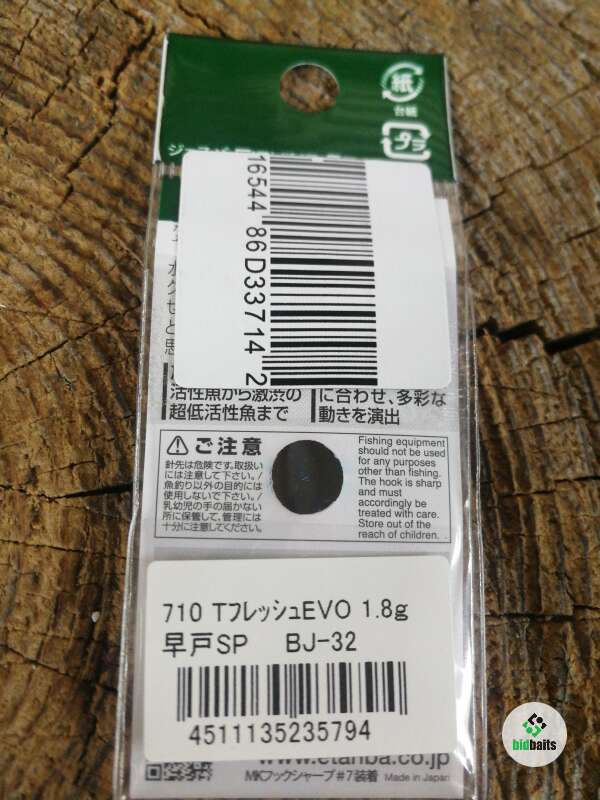 紙
台紙
プラ
16544 86D33714 2
活性魚から激渋の
超低活性魚まで
に合わせ、多彩な
動きを演出
ご注意
針先は危険です。取扱い
には注意して下さい。/
魚釣り以外の目的には
使用しないで下さい。/
乳幼児の手の届かない
所に保管して、管理には
十分に注意してください。
Fishing equipment
should not be used
for any purposes
other than fishing.
The hook is sharp
and must
accordingly be
treated with care.
Store out of the
reach of children.
710 TフレッシュEVO 1.8g
早戸SP BJ-32
4511135235794
MKフックシャープ#7装着 Made in Japan
bidbaits